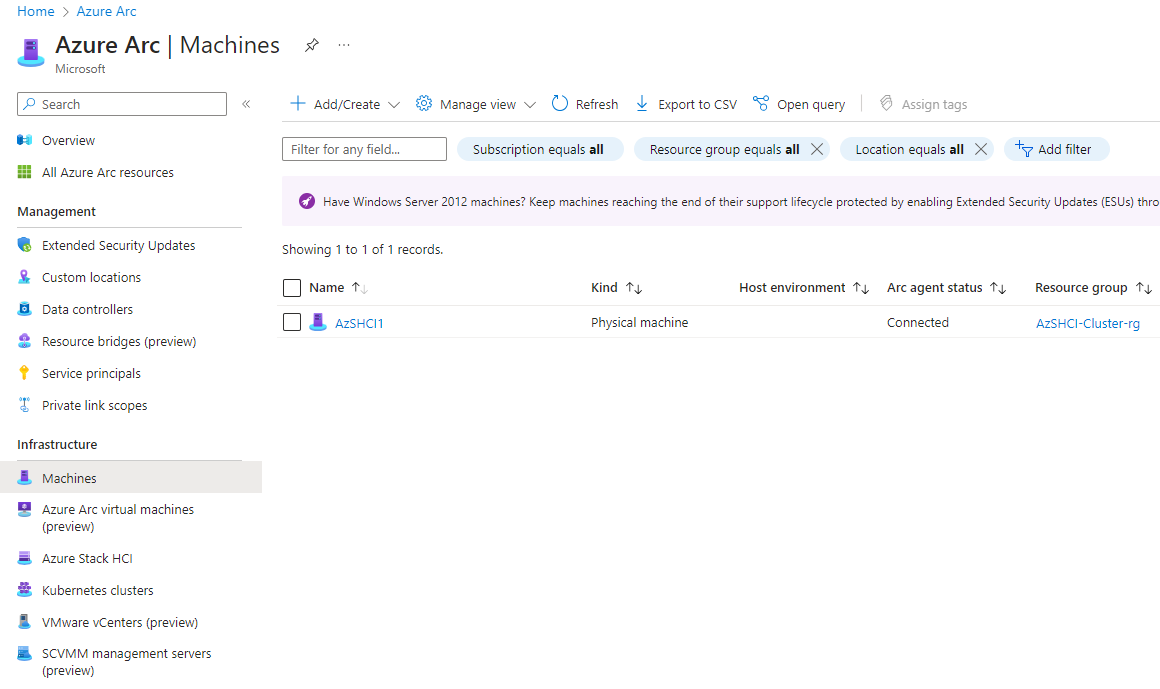 Home > Azure Arc
Azure Arc | Machines ...
Microsoft
Search «
Overview
All Azure Arc resources
Management
Extended Security Updates
Custom locations
Data controllers
Resource bridges (preview)
Service principals
Private link scopes
Infrastructure
Machines
Azure Arc virtual machines
(preview)
Azure Stack HCI
Kubernetes clusters
VMware vCenters (preview)
SCVMM management servers
(preview)
Add/Create Manage view Refresh Export to CSV Open query Assign tags
Filter for any field... Subscription equals all Resource group equals all Location equals all Add filter
Have Windows Server 2012 machines? Keep machines reaching the end of their support lifecycle protected by enabling Extended Security Updates (ESUs) thro
Showing 1 to 1 of 1 records.
Name ↑↓ Kind ↑↓ Host environment ↑↓ Arc agent status ↑↓ Resource group ↑↓
AzSHCI1 Physical machine Connected AzSHCI-Cluster-rg